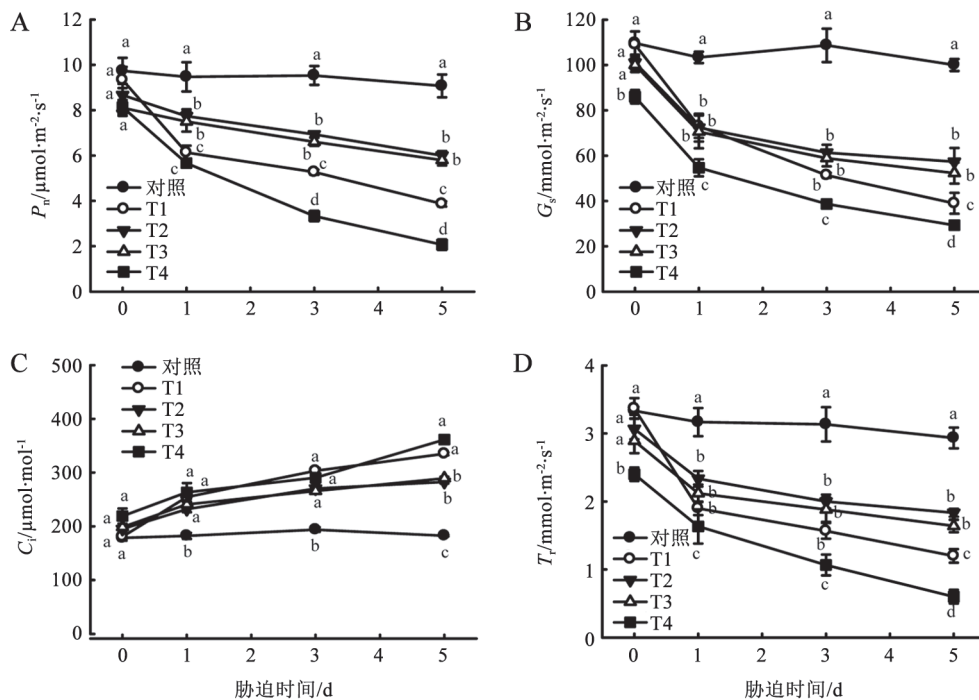 A
12
10
8
6
4
2
0
Pn/μmol·m-2·s-1
对照
T1
T2
T3
T4
a
a
a
a
a
a
a
b
b
c
c
b
b
c
d
b
b
c
d
0 1 2 3 4 5
B
120
100
80
60
40
20
0
Gs/mmol·m-2·s-1
对照
T1
T2
T3
T4
a
a
a
a
a
a
b
b
b
c
b
b
b
c
b
b
c
d
0 1 2 3 4 5
C
500
400
300
200
100
0
Ci/μmol·mol-1
对照
T1
T2
T3
T4
a
a
a
a
a
a
a
b
a
a
b
a
a
b
b
c
0 1 2 3 4 5
胁迫时间/d
D
4
3
2
1
0
Tr/mmol·m-2·s-1
对照
T1
T2
T3
T4
a
a
a
a
a
a
b
b
b
b
c
b
b
b
c
b
b
c
d
0 1 2 3 4 5
胁迫时间/d